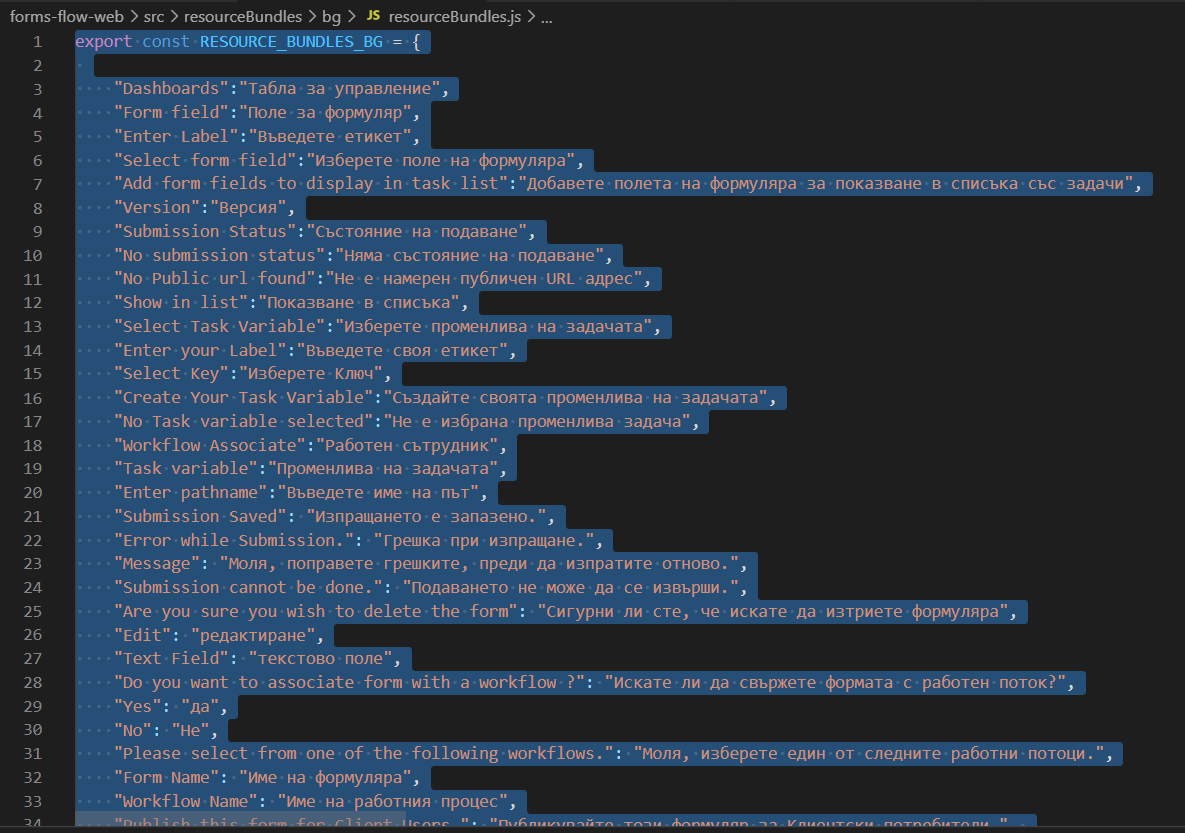 forms-flow-web > src > resourceBundles > bg > JS resourceBundles.js > ...
1 export const RESOURCE_BUNDLES_BG = {
2
3 "Dashboards":"Табла за управление",
4 "Form field":"Поле за формуляр",
5 "Enter Label":"Въведете етикет",
6 "Select form field":"Изберете поле на формуляра",
7 "Add form fields to display in task list":"Добавете полета на формуляра за показване в списъка със задачи",
8 "Version":"Версия",
9 "Submission Status":"Състояние на подаване",
10 "No submission status":"Няма състояние на подаване",
11 "No Public url found":"Не е намерен публичен URL адрес",
12 "Show in list":"Показване в списъка",
13 "Select Task Variable":"Изберете променлива на задачата",
14 "Enter your Label":"Въведете своя етикет",
15 "Select Key":"Изберете Ключ",
16 "Create Your Task Variable":"Създайте своята променлива на задачата",
17 "No Task variable selected":"Не е избрана променлива задача",
18 "Workflow Associate":"Работен сътрудник",
19 "Task variable":"Променлива на задачата",
20 "Enter pathname":"Въведете име на път",
21 "Submission Saved": "Изпращането е запазено.",
22 "Error while Submission.": "Грешка при изпращане.",
23 "Message": "Моля, поправете грешките, преди да изпратите отново.",
24 "Submission cannot be done.": "Подаването не може да се извърши.",
25 "Are you sure you wish to delete the form": "Сигурни ли сте, че искате да изтриете формуляра",
26 "Edit": "редактиране",
27 "Text Field": "текстово поле",
28 "Do you want to associate form with a workflow ?": "Искате ли да свържете формата с работен поток?",
29 "Yes": "да",
30 "No": "Не",
31 "Please select from one of the following workflows.": "Моля, изберете един от следните работни потоци.",
32 "Form Name": "Име на формуляра",
33 "Workflow Name": "Име на работния процес",
34 "Publish this form for Client Users.": "Публикувайте този формуляр за Клиентски потребители.",